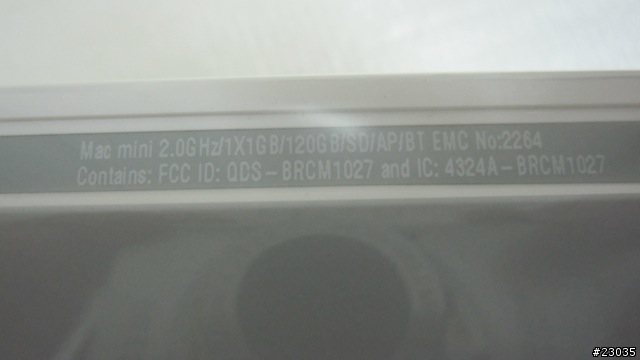 Mac mini 2.0GHz/1X1GB/120GB/SD/AP/BT EMC No:2264
Contains: FCC ID: QDS-BRCM1027 and IC: 4324A-BRCM1027
#23035